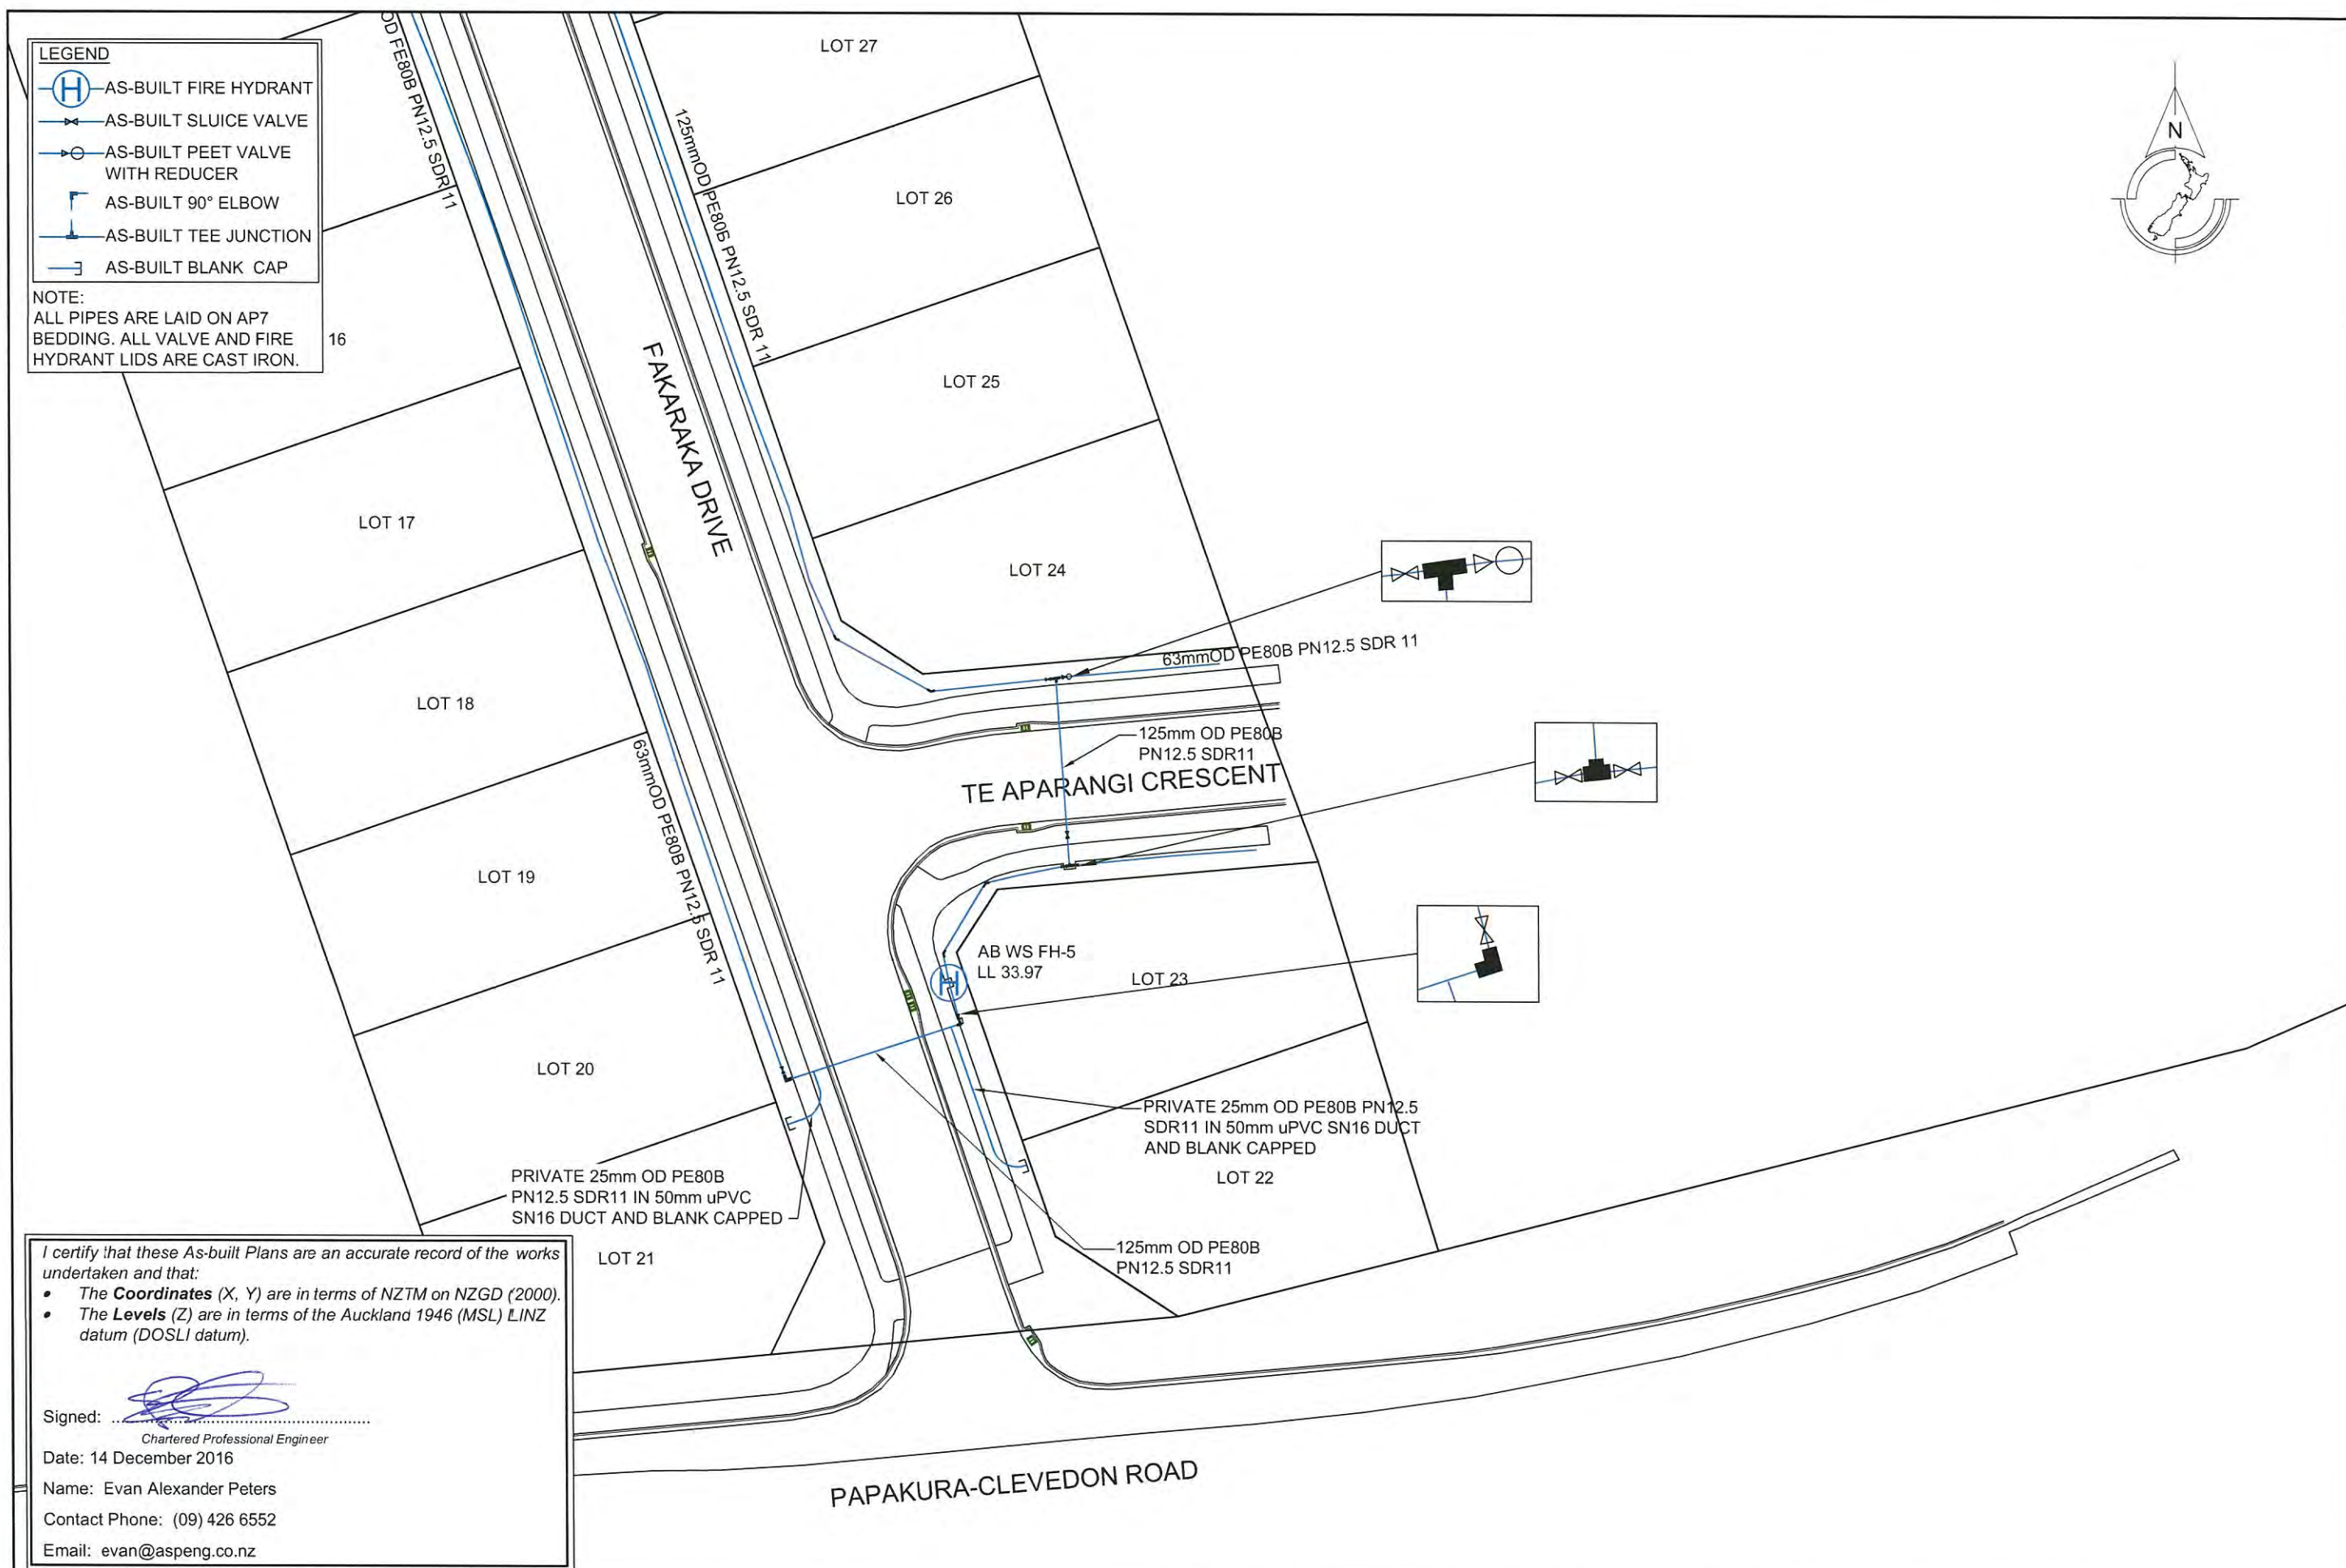 LEGEND
H AS-BUILT FIRE HYDRANT
AS-BUILT SLUICE VALVE
AS-BUILT PEET VALVE
WITH REDUCER
AS-BUILT 90° ELBOW
AS-BUILT TEE JUNCTION
AS-BUILT BLANK CAP
NOTE:
ALL PIPES ARE LAID ON AP7
BEDDING. ALL VALVE AND FIRE
HYDRANT LIDS ARE CAST IRON.
16
PN12.5 SDR 11
125mmOD PE80B PN12.5 SDR 11
LOT 27
LOT 26
LOT 25
LOT 24
N
FAKARAKA DRIVE
LOT 17
LOT 18
LOT 19
LOT 20
63mmOD PE80B PN12.5 SDR 11
63mmOD PE80B PN12.5 SDR 11
125mm OD PE80B
PN12.5 SDR11
TE APARANGI CRESCENT
AB WS FH-5
LL 33.97
H
LOT 23
PRIVATE 25mm OD PE80B PN12.5
SDR11 IN 50mm uPVC SN16 DUCT
AND BLANK CAPPED
LOT 22
PRIVATE 25mm OD PE80B
PN12.5 SDR11 IN 50mm uPVC
SN16 DUCT AND BLANK CAPPED
LOT 21
125mm OD PE80B
PN12.5 SDR11
PAPAKURA-CLEVEDON ROAD
I certify that these As-built Plans are an accurate record of the works
undertaken and that:
• The Coordinates (X, Y) are in terms of NZTM on NZGD (2000).
• The Levels (Z) are in terms of the Auckland 1946 (MSL) LINZ
datum (DOSLI datum).
Signed:
Chartered Professional Engineer
Date: 14 December 2016
Name: Evan Alexander Peters
Contact Phone: (09) 426 6552
Email: evan@aspeng.co.nz